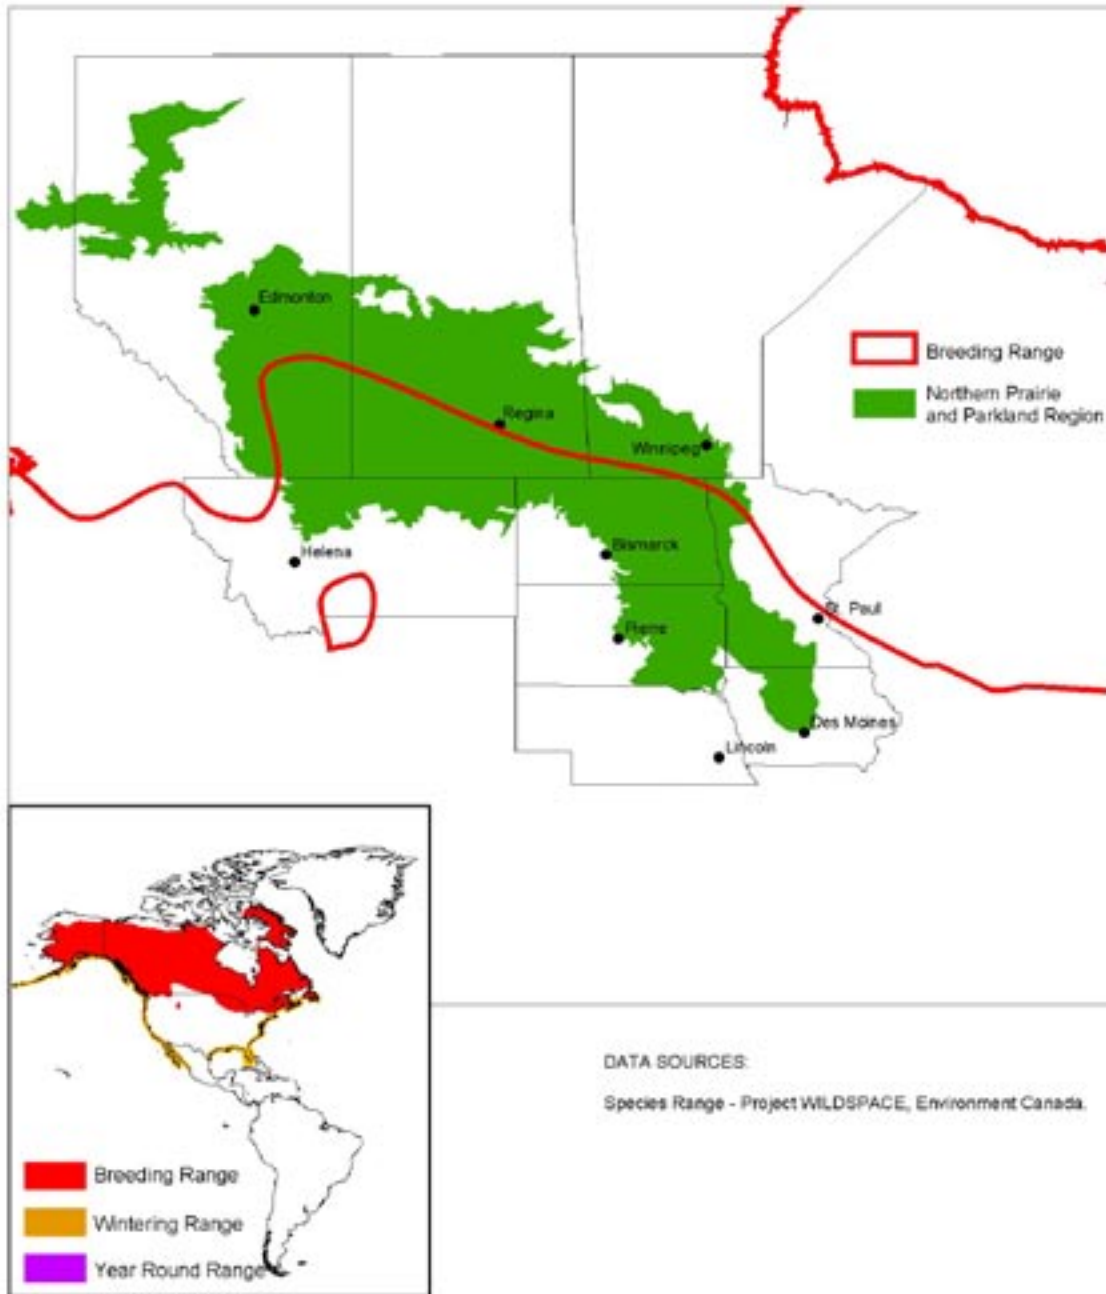 Edmonton
Breeding Range
Northern Prairie
and Parkland Region
Regina
Winnipeg
Helena
Bismarck
St. Paul
Pierre
Des Moines
Lincoln
DATA SOURCES:
Species Range - Project WILDSPACE, Environment Canada.
Breeding Range
Wintering Range
Year Round Range